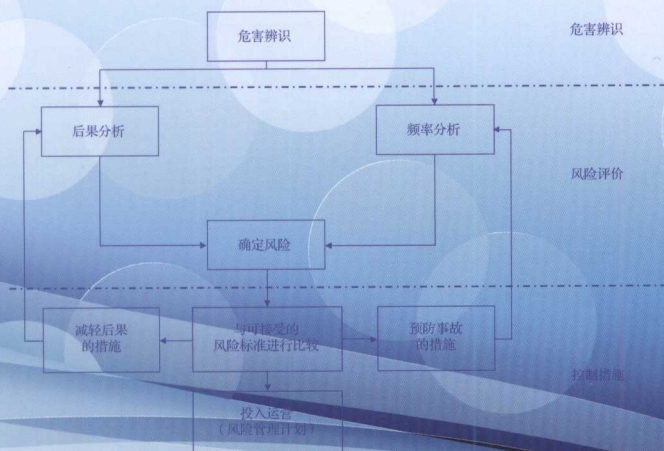 危害辨识
危害辨识
后果分析
频率分析
风险评价
确定风险
减轻后果
的措施
与可接受的
风险标准进行比较
预防事故
的措施
控制措施
投入运营
(风险管理计划)